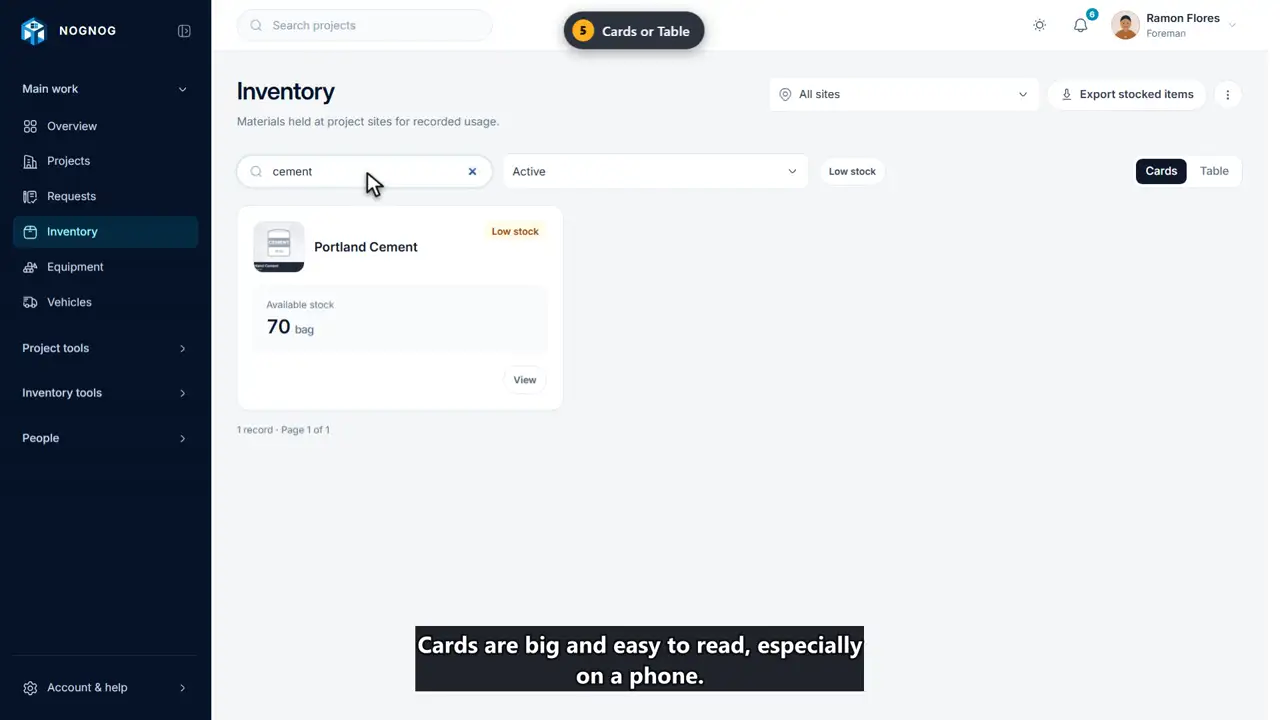 NOGNOG
Search projects
5 Cards or Table
6
Ramon Flores
Foreman
Main work
Overview
Projects
Requests
Inventory
Equipment
Vehicles
Project tools
Inventory tools
People
Account & help
Inventory
Materials held at project sites for recorded usage.
All sites
Export stocked items
cement
Active
Low stock
Cards
Table
CEMENT
Portland Cement
Low stock
Available stock
70 bag
View
1 record · Page 1 of 1
Cards are big and easy to read, especially
on a phone.